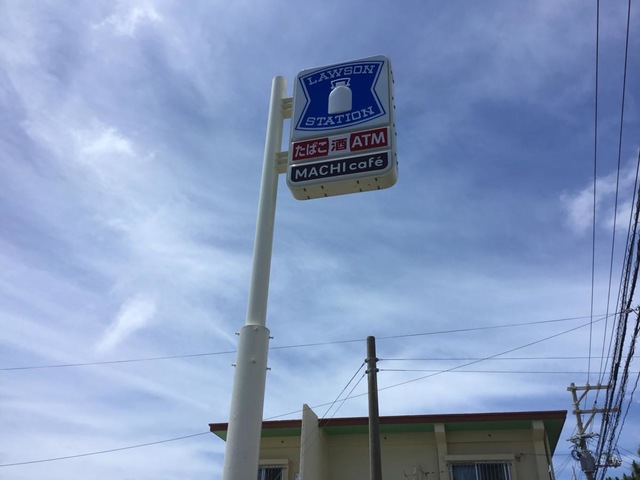 LAWSON
STATION
たばこ 酒 ATM
MACHI café